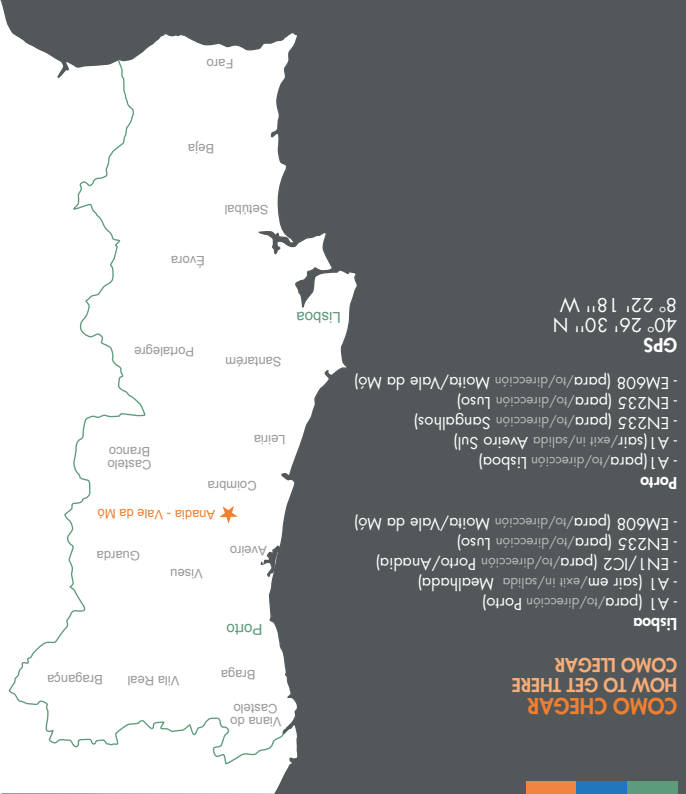 COMO CHEGAR
HOW TO GET THERE
COMO LLEGAR
Lisboa
- A1 (para/to/dirección Porto)
- A1 (sair em/exit in/salida Mealhada)
- EN1/IC2 (para/to/dirección Porto/Anadia)
- EN235 (para/to/dirección Luso)
- EM608 (para/to/dirección Moita/Vale da Mó)
Porto
- A1(para/to/dirección Lisboa)
- A1(sair/exit in/salida Aveiro Sul)
- EN235 (para/to/dirección Sangalhos)
- EN235 (para/to/dirección Luso)
- EM608 (para/to/dirección Moita/Vale da Mó)
GPS
40º 26' 30'' N
8º 22' 18'' W
Viana do
Castelo
Braga
Vila Real
Bragança
Porto
Viseu
Aveiro
Guarda
Anadia - Vale da Mó
Coimbra
Castelo
Branco
Leiria
Santarém
Portalegre
Lisboa
Évora
Setúbal
Beja
Faro